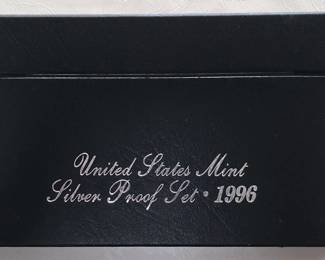 United States Mint
Silver Proof Set • 1996